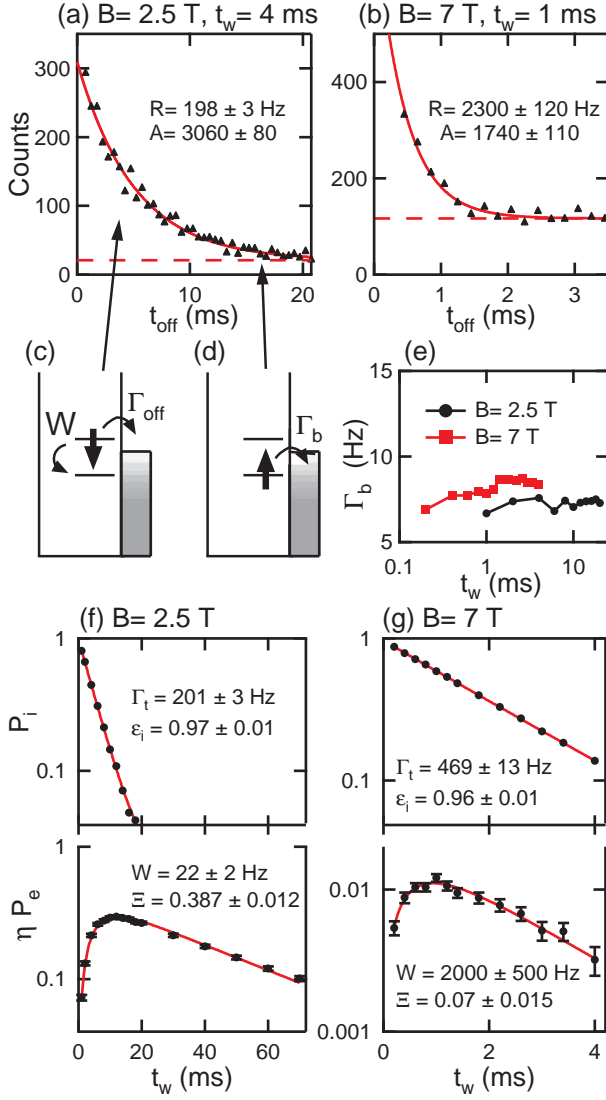 (a) B= 2.5 T, t_w= 4 ms
300
200
100
0
Counts
R= 198 ± 3 Hz
A= 3060 ± 80
0 10 20
t_off (ms)
(b) B= 7 T, t_w= 1 ms
400
200
0
R= 2300 ± 120 Hz
A= 1740 ± 110
0 1 2 3
t_off (ms)
(c)
W
Γ_off
(d)
Γ_b
(e)
15
10
5
Γ_b (Hz)
B= 2.5 T
B= 7 T
0.1 1 10
t_w (ms)
(f) B= 2.5 T
1
0.1
P_i
Γ_t = 201 ± 3 Hz
ε_i = 0.97 ± 0.01
1
0.1
η P_e
W = 22 ± 2 Hz
Ξ = 0.387 ± 0.012
0 20 40 60
t_w (ms)
(g) B= 7 T
1
0.1
Γ_t = 469 ± 13 Hz
ε_i = 0.96 ± 0.01
0.01
0.001
W = 2000 ± 500 Hz
Ξ = 0.07 ± 0.015
0 2 4
t_w (ms)